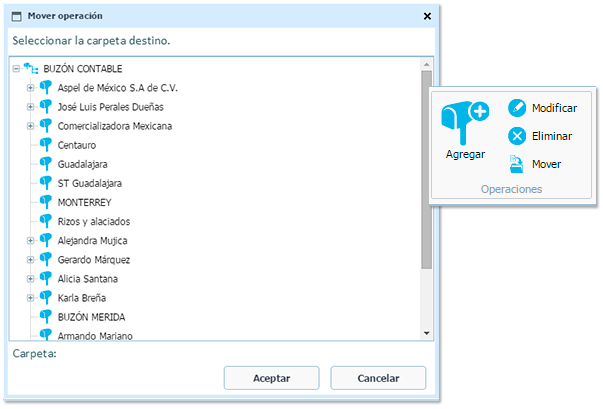 Mover operación
Seleccionar la carpeta destino.
BUZÓN CONTABLE
Aspel de México S.A de C.V.
José Luis Perales Dueñas
Comercializadora Mexicana
Centauro
Guadalajara
ST Guadalajara
MONTERREY
Rizos y alaciados
Alejandra Mujica
Gerardo Márquez
Alicia Santana
Karla Breña
BUZÓN MERIDA
Armando Mariano
Carpeta:
Aceptar
Cancelar
Agregar
Modificar
Eliminar
Mover
Operaciones